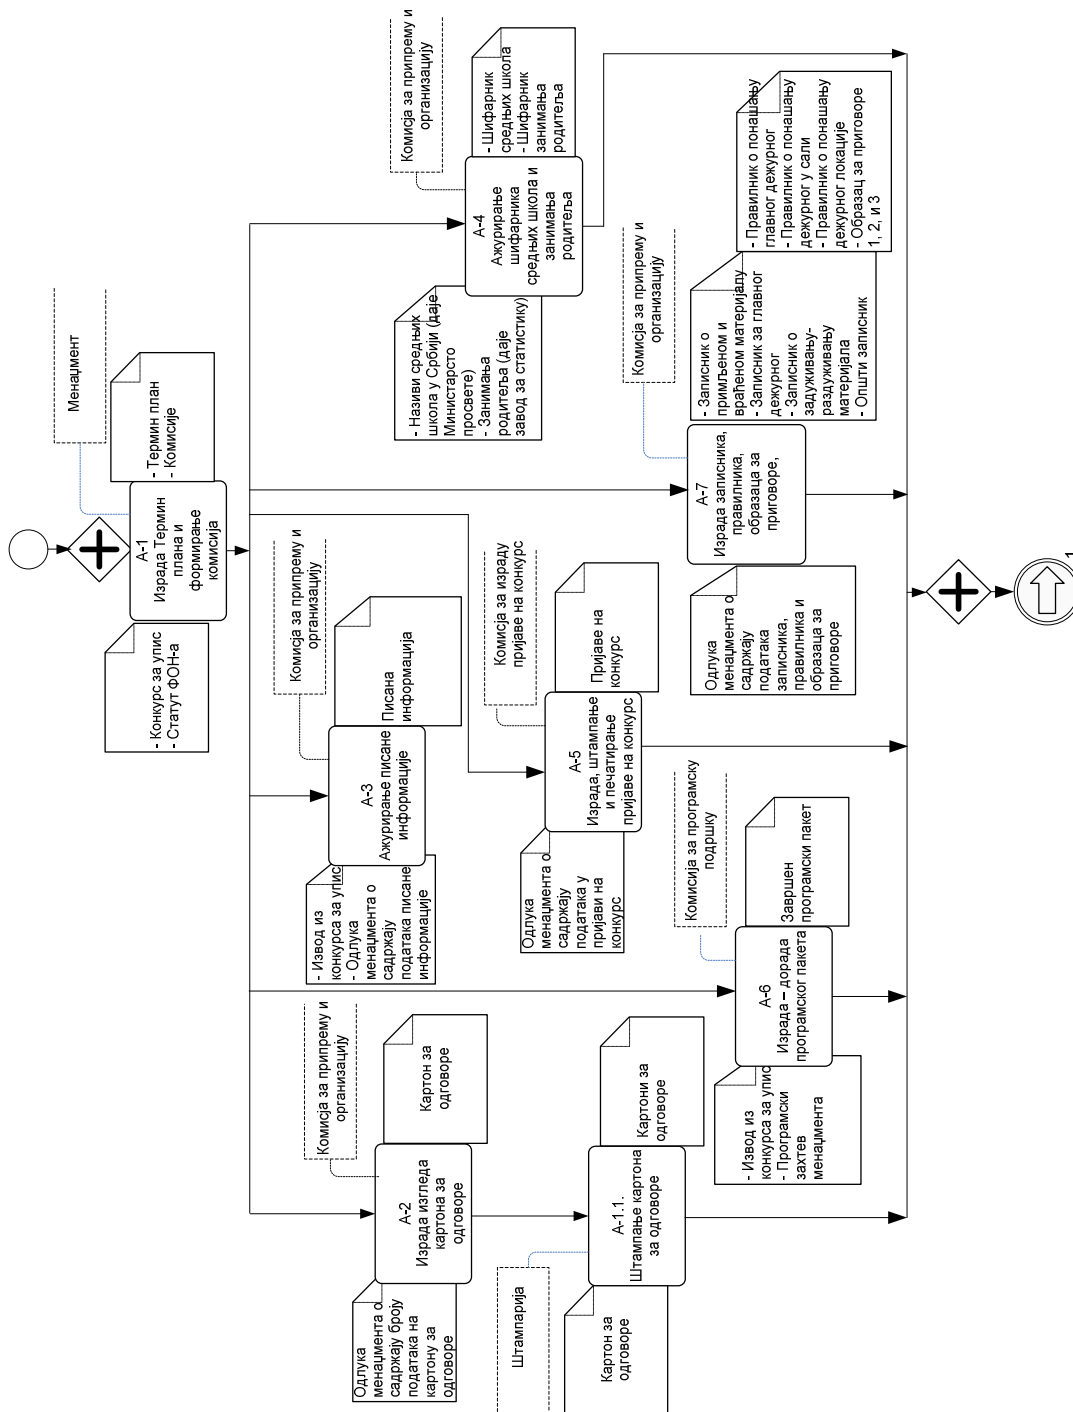 Менаџмент
- Термин план
- Комисије
А-1
Израда Термин
плана и
формирање
комисија
- Конкурс за упис
- Статут ФОН-а
Комисја за припрему и
организацију
- Шифарник
средњих школа
- Шифарник
занимања
родитеља
А-4
Ажурирање
шифарника
средњих школа и
занимања
родитеља
- Називи средњих
школа у Србији (даје
Министарсто
просвете)
- Занимања
родитеља (даје
завод за статистику)
Комисја за припрему и
организацију
Писана
информација
А-3
Ажурирање писане
информације
- Извод из
конкурса за упис
- Одлука
менаџмента о
садржају
података писане
информације
Комисја за припрему и
организацију
Картон за
одговоре
А-2
Израда изгледа
картона за
одговоре
Одлука
менаџмента о
садржају броју
података на
картону за
одговоре
Комисја за израду
пријаве на конкурс
Пријаве на
конкурс
А-5
Израда, штампање
и печатирање
пријаве на конкурс
Одлука
менаџмента о
садржају
података у
пријави на
конкурс
Штампарија
Картони за
одговоре
А-1.1.
Штампање картона
за одговоре
Картон за
одговоре
Комисја за припрему и
организацију
- Правилник о понашању
главног дежурног
- Правилник о понашању
дежурног у сали
- Правилник о понашању
дежурног локације
- Образац за приговоре
1, 2, и 3
- Записник о
примљеном и
враћеном материјалу
- Записник за главног
дежурног
- Записник о
задуживању-
раздуживању
материјала
- Општи записник
А-7
Израда записника,
правилника,
образаца за
приговоре,
Одлука
менаџмента о
садржају
података
записника,
правилника и
образаца за
приговоре
Комисија за програмску
подршку
Завршен
програмски пакет
А-6
Израда – дорада
програмског пакета
- Извод из
конкурса за упис
- Програмски
захтев
менаџмента
1